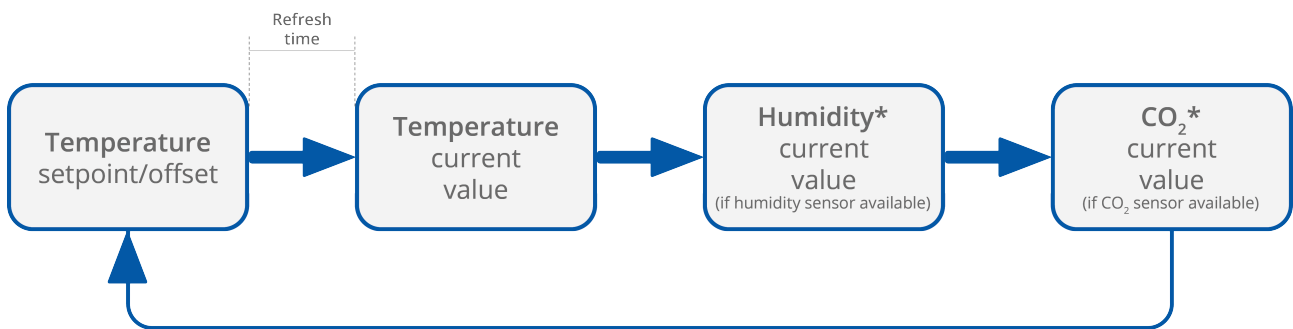 Refresh
time
Temperature
setpoint/offset
Temperature
current
value
Humidity*
current
value
(if humidity sensor available)
CO₂*
current
value
(if CO₂ sensor available)